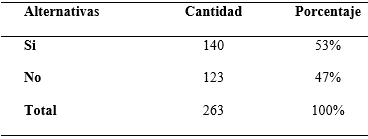 Alternativas Cantidad Porcentaje
Si 140 53%
No 123 47%
Total 263 100%